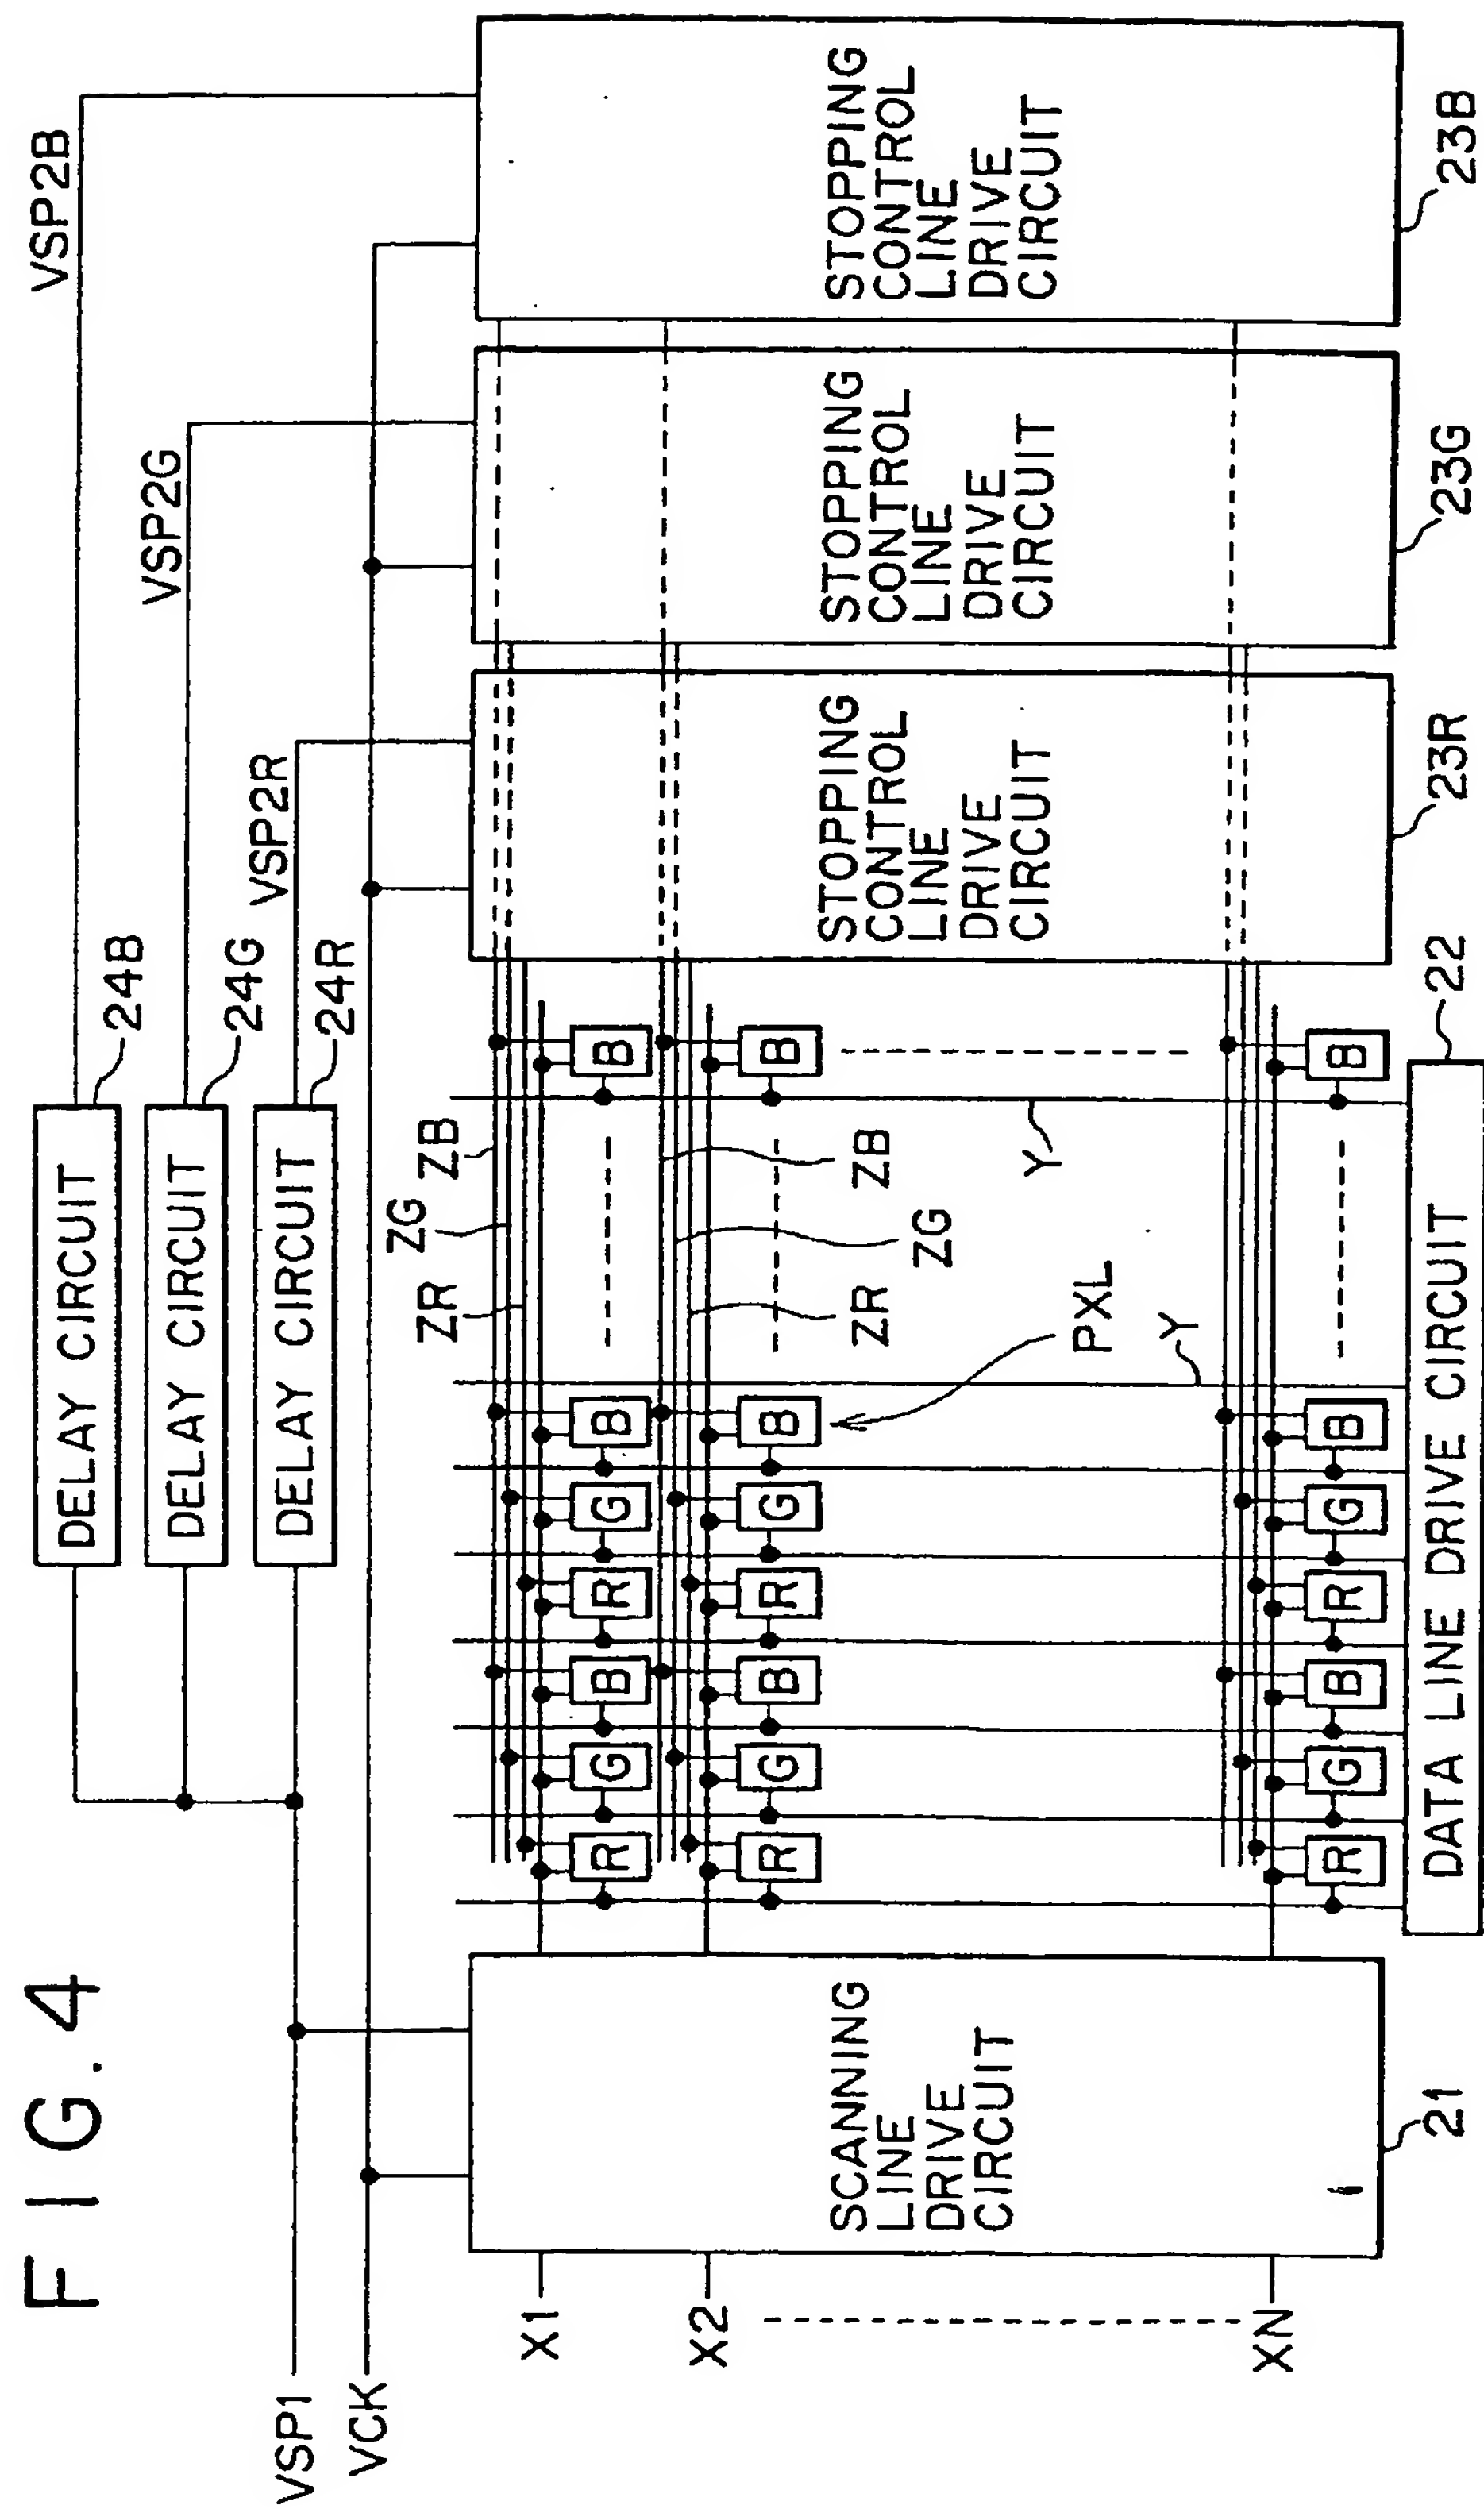 FIG. 4
VSP2B
VSP2G
VSP2R
DELAY CIRCUIT
24B
DELAY CIRCUIT
24G
DELAY CIRCUIT
24R
VSP1
VCK
ZR
ZG
ZB
X1
X2
XN
SCANNING
LINE
DRIVE
CIRCUIT
21
R G B R G B B
R G B R G B B
ZR
ZG
ZB
PXL
Y
Y
R G B R G B B
DATA LINE DRIVE CIRCUIT
22
STOPPING
CONTROL
LINE
DRIVE
CIRCUIT
23R
STOPPING
CONTROL
LINE
DRIVE
CIRCUIT
23G
STOPPING
CONTROL
LINE
DRIVE
CIRCUIT
23B